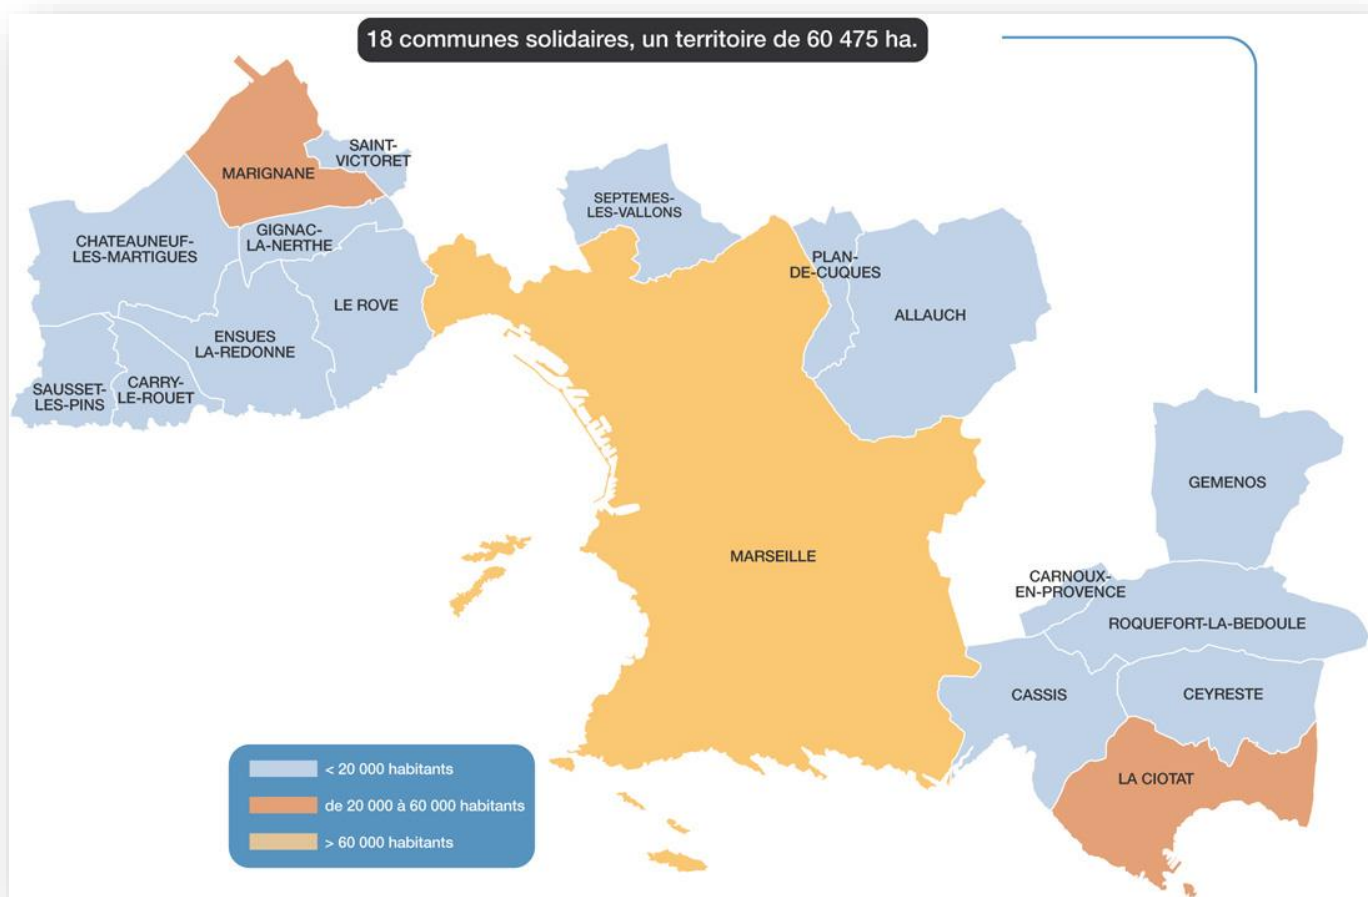 18 communes solidaires, un territoire de 60 475 ha.
SAINT-
VICTORET
MARIGNANE
SEPTEMES-
LES-VALLONS
GIGNAC-
LA-NERTHE
CHATEAUNEUF-
LES-MARTIGUES
PLAN-
DE-CUQUES
LE ROVE
ALLAUCH
ENSUES
LA-REDONNE
SAUSSET-
LES-PINS
CARRY-
LE-ROUET
GEMENOS
MARSEILLE
CARNOUX-
EN-PROVENCE
ROQUEFORT-LA-BEDOULE
CASSIS
CEYRESTE
LA CIOTAT
< 20 000 habitants
de 20 000 à 60 000 habitants
> 60 000 habitants